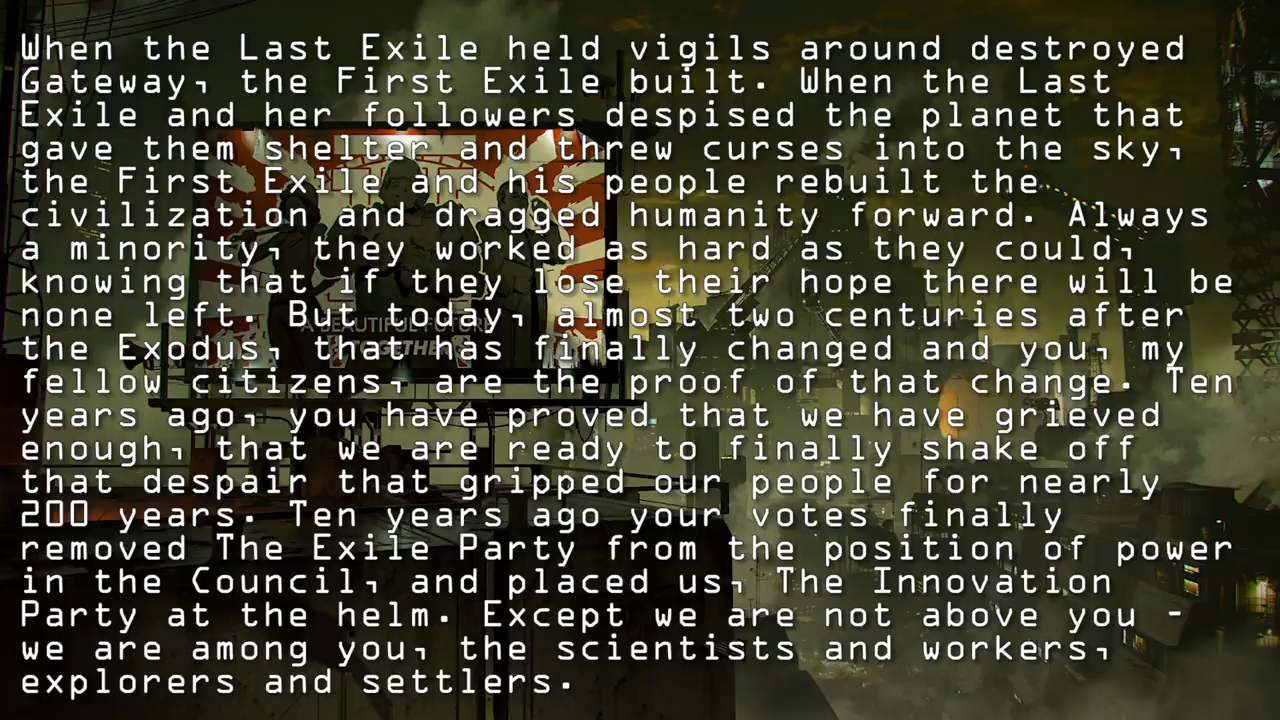 When the Last Exile held vigils around destroyed
Gateway, the First Exile built. When the Last
Exile and her followers despised the planet that
gave them shelter and threw curses into the sky,
the First Exile and his people rebuilt the
civilization and dragged humanity forward. Always
a minority, they worked as hard as they could,
knowing that if they lose their hope there will be
none left. But today, almost two centuries after
the Exodus, that has finally changed and you, my
fellow citizens, are the proof of that change. Ten
years ago, you have proved that we have grieved
enough, that we are ready to finally shake off
that despair that gripped our people for nearly
200 years. Ten years ago your votes finally
removed The Exile Party from the position of power
in the Council, and placed us, The Innovation
Party at the helm. Except we are not above you -
we are among you, the scientists and workers,
explorers and settlers.
A BEAUTIFUL FUTURE
TOGETHER